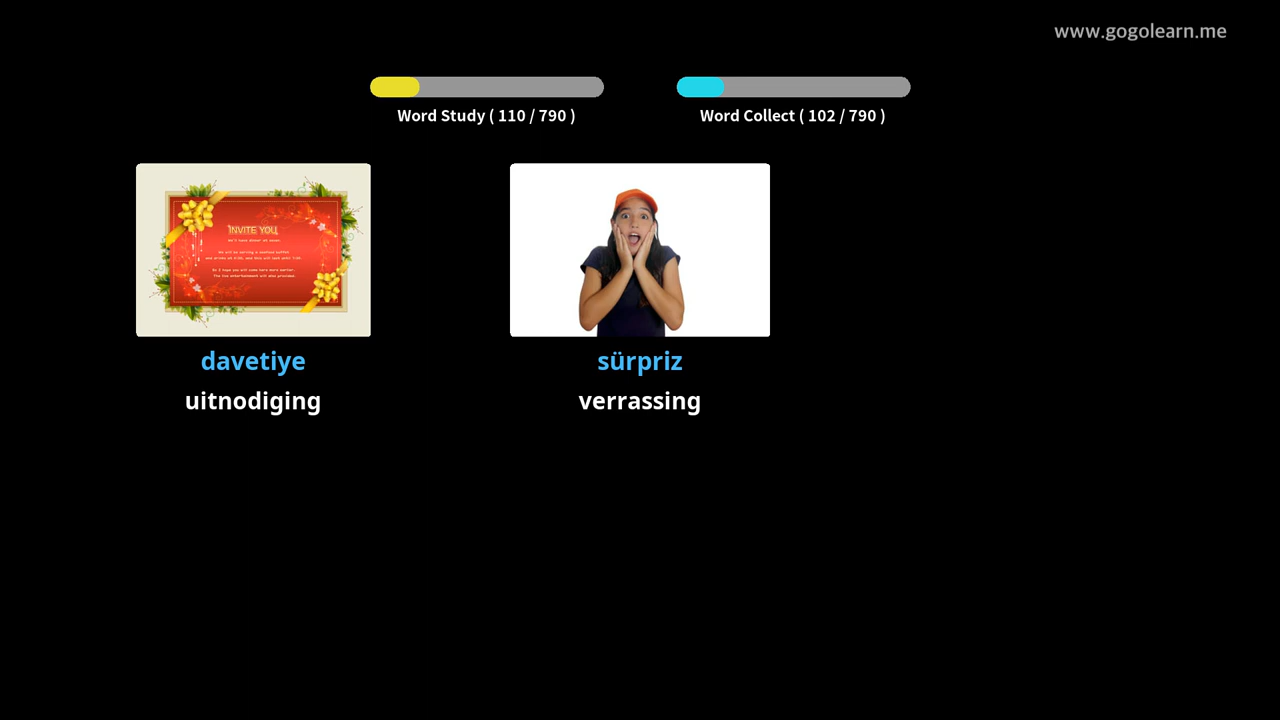 www.gogolearn.me
Word Study ( 110 / 790 )
Word Collect ( 102 / 790 )
INVITE YOU
davetiye
uitnodiging
sürpriz
verrassing